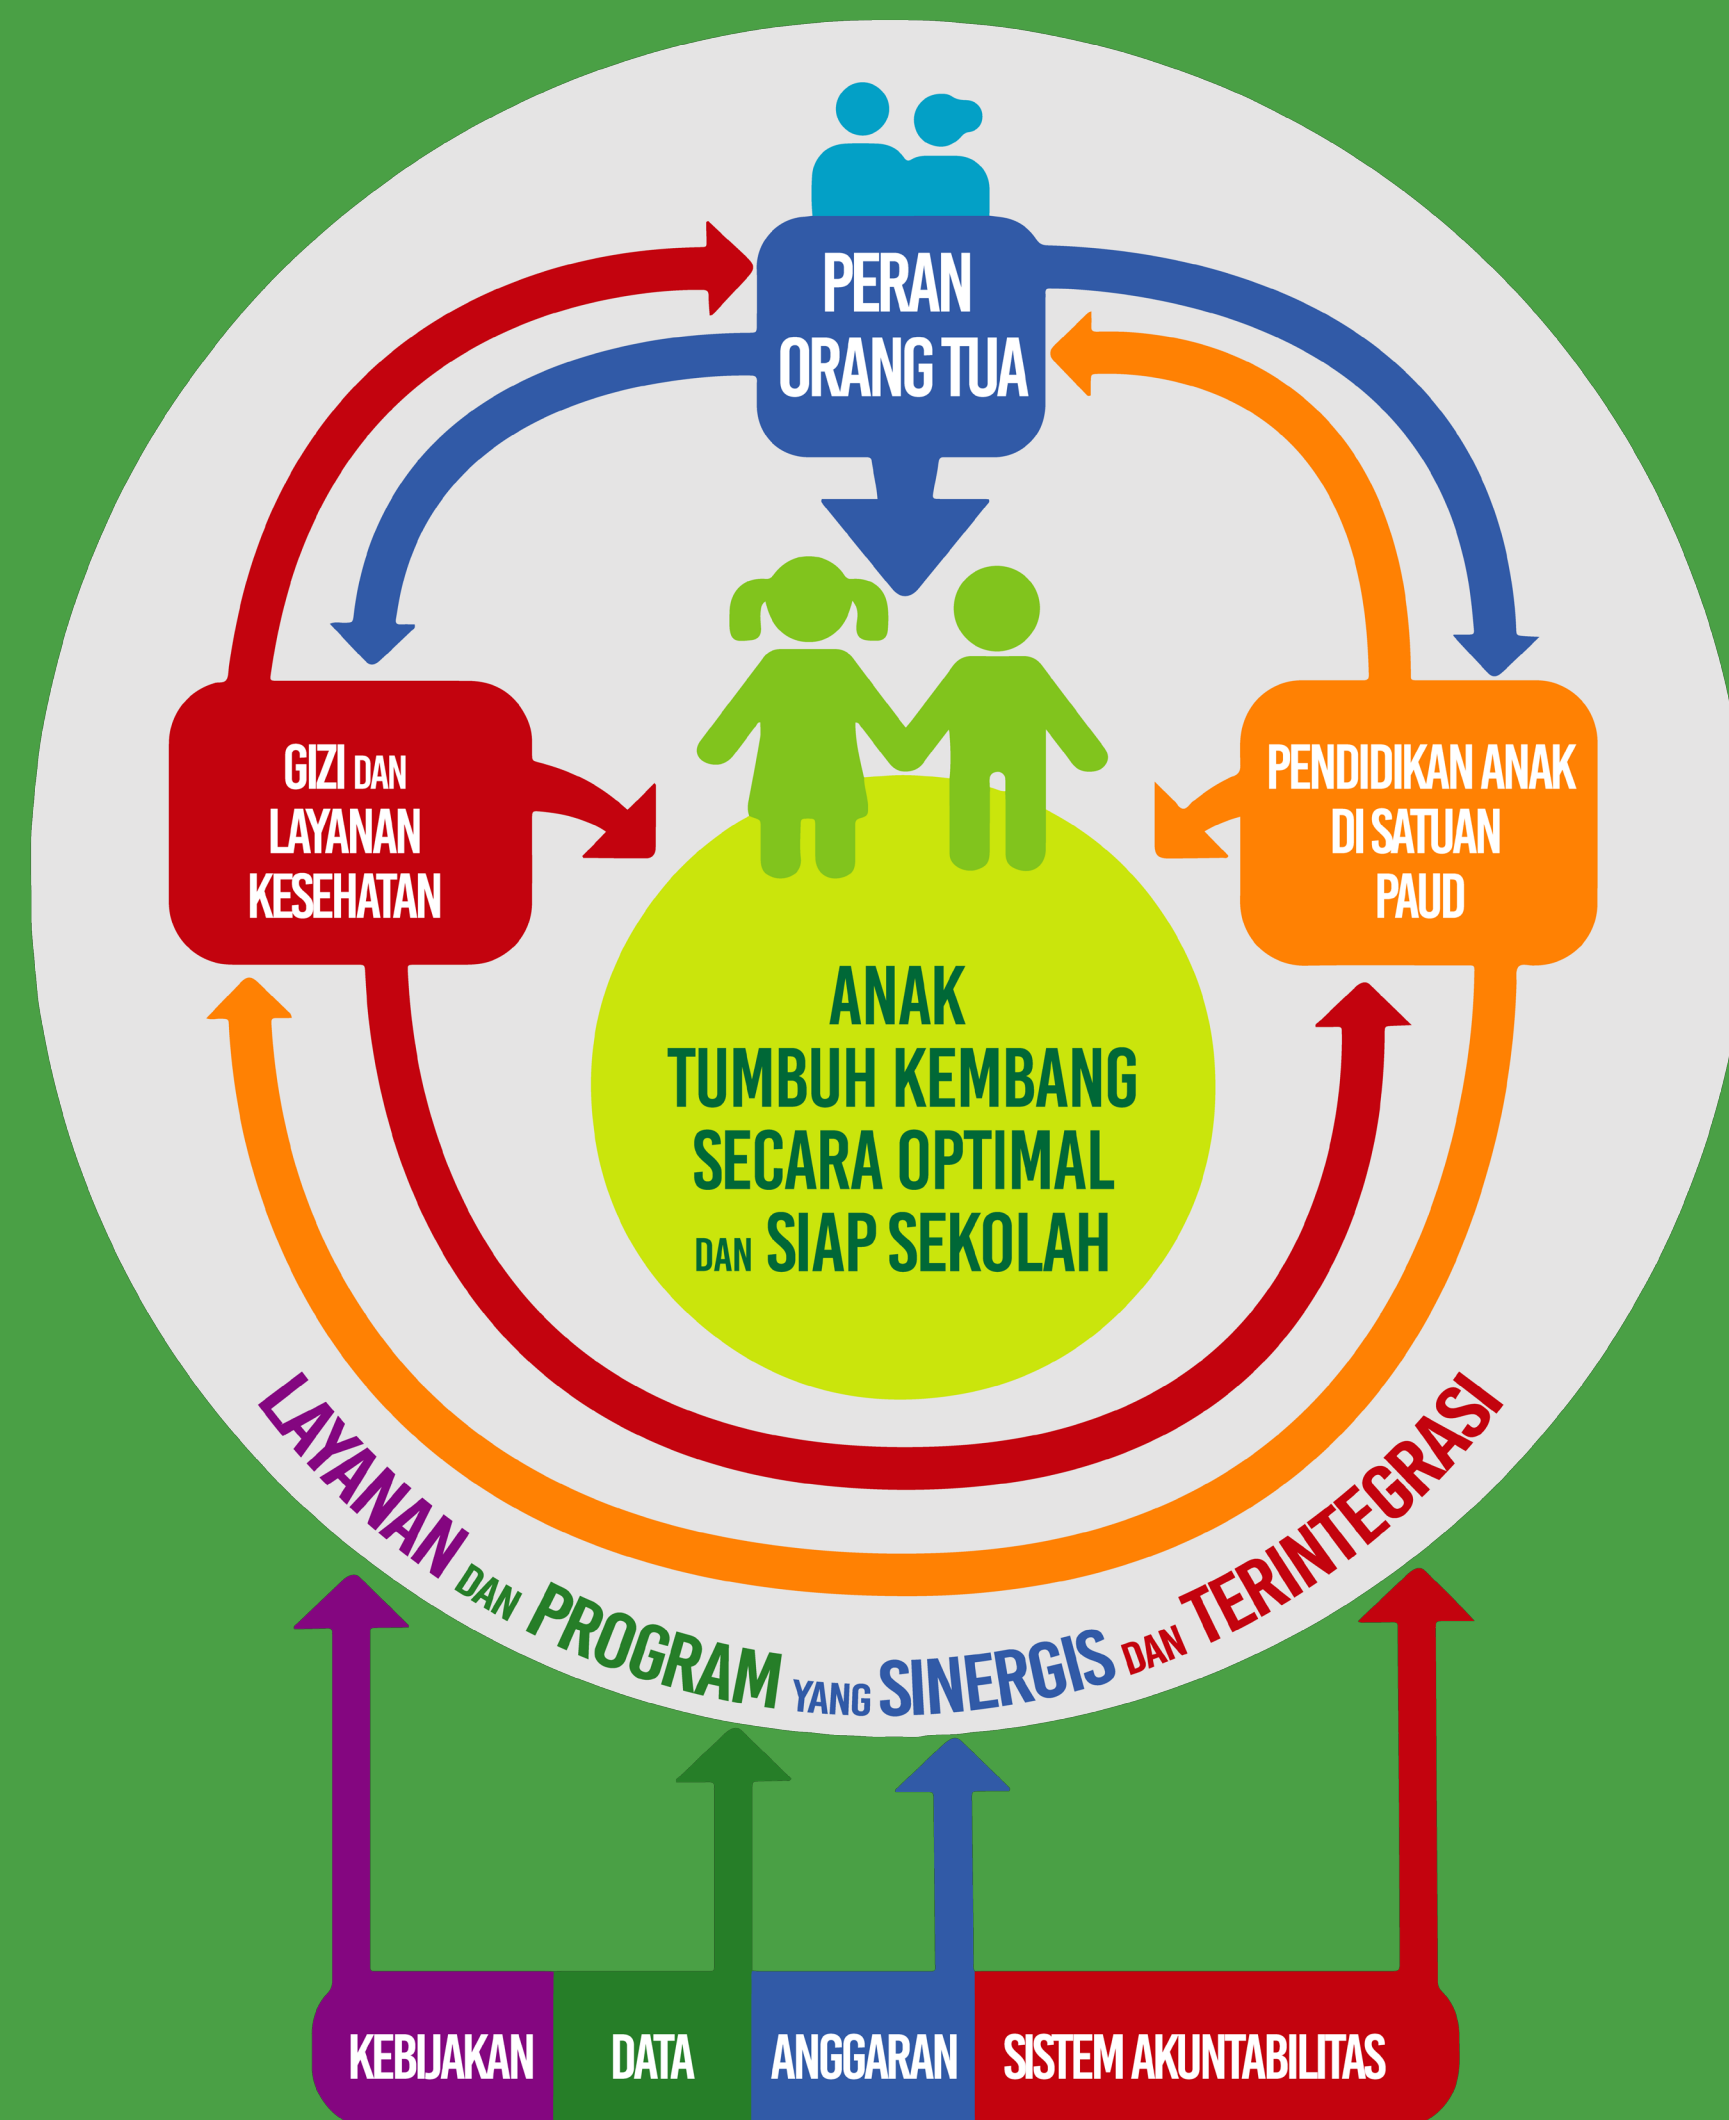 PERAN
ORANG TUA
GIZI DAN
LAYANAN
KESEHATAN
PENDIDIKAN ANAK
DI SATUAN
PAUD
ANAK
TUMBUH KEMBANG
SECARA OPTIMAL
DAN SIAP SEKOLAH
LAYANAN DAN PROGRAM YANG SINERGIS DAN TERINTEGRASI
KEBIJAKAN
DATA
ANGGARAN
SISTEM AKUNTABILITAS